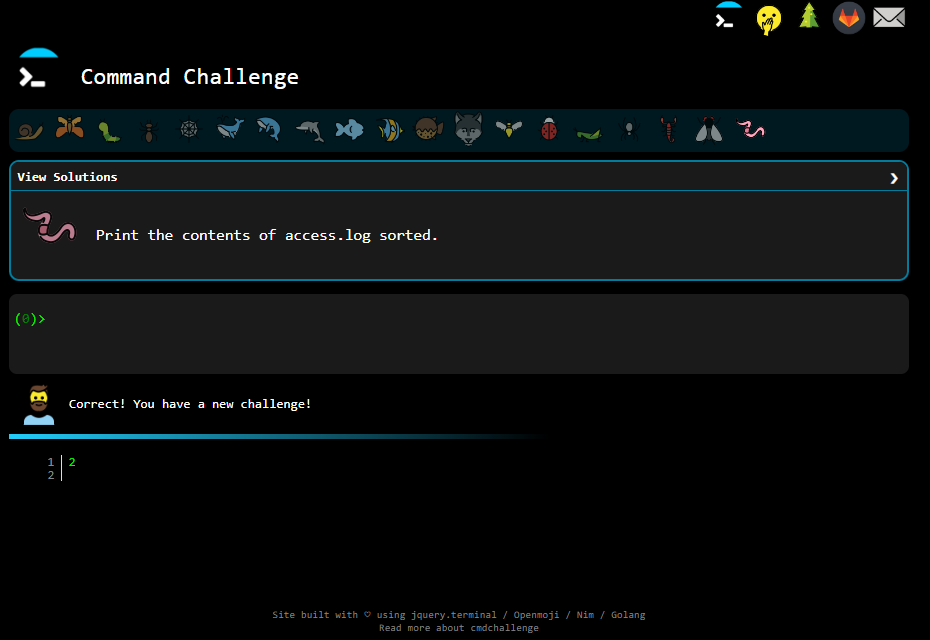 Command Challenge
View Solutions
Print the contents of access.log sorted.
(0)>
Correct! You have a new challenge!
1 2
2
Site built with ♡ using jquery.terminal / Openmoji / Nim / Golang
Read more about cmdchallenge